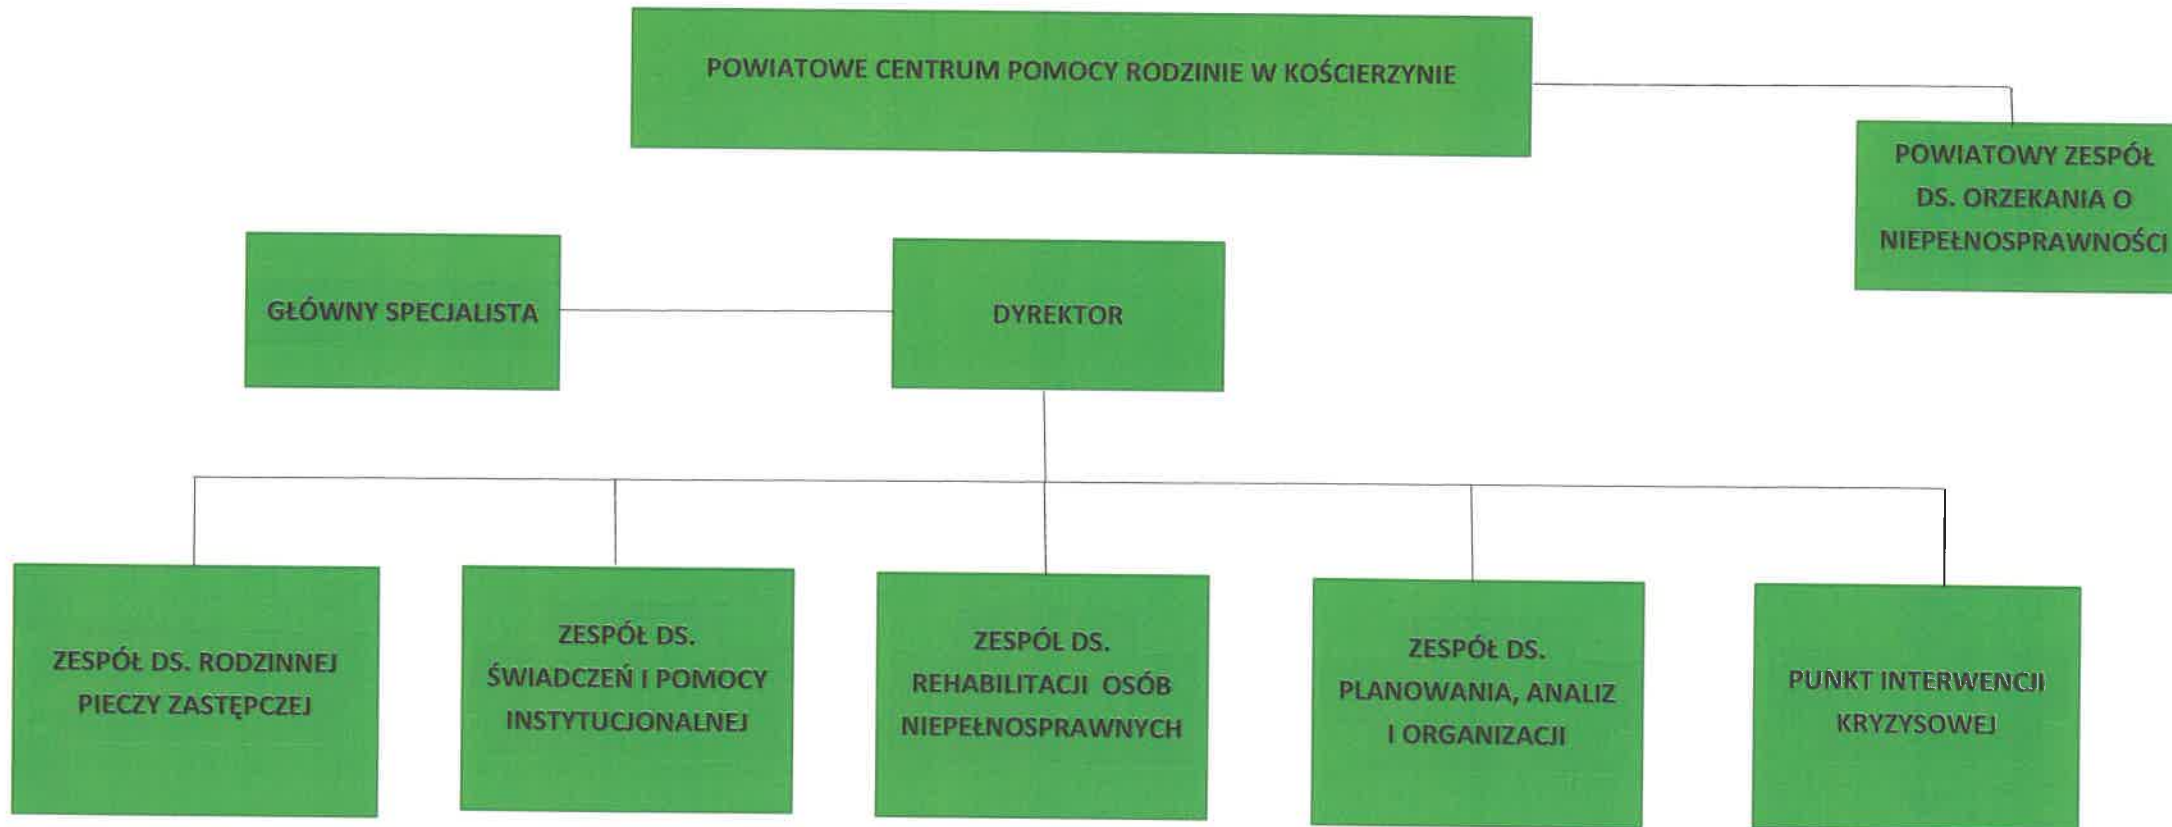 POWIATOWE CENTRUM POMOCY RODZINIE W KOŚCIERZYNIE
POWIATOWY ZESPÓŁ
DS. ORZEKANIA O
NIEPEŁNOSPRAWNOŚCI
GŁÓWNY SPECJALISTA
DYREKTOR
ZESPÓŁ DS. RODZINNEJ
PIECZY ZASTĘPCZEJ
ZESPÓŁ DS.
ŚWIADCZEŃ I POMOCY
INSTYTUCJONALNEJ
ZESPÓL DS.
REHABILITACJI OSÓB
NIEPEŁNOSPRAWNYCH
ZESPÓŁ DS.
PLANOWANIA, ANALIZ
I ORGANIZACJI
PUNKT INTERWENCJI
KRYZYSOWEJ